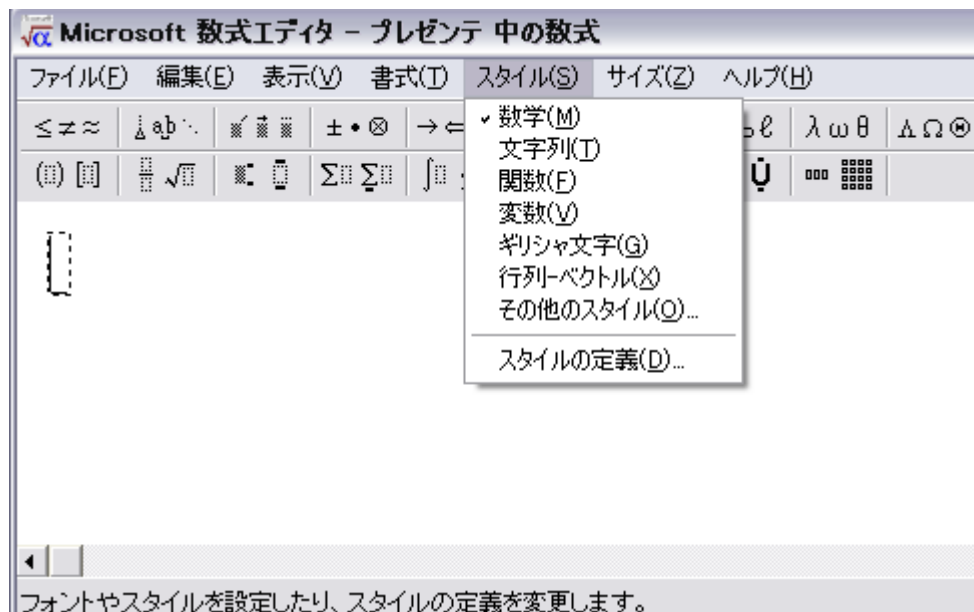 Microsoft 数式エディタ - プレゼンテ 中の数式
ファイル(F) 編集(E) 表示(V) 書式(T) スタイル(S) サイズ(Z) ヘルプ(H)
≤≠≈ ± • ⊗ →⇐ λωθ ΛΩ⊛
数学(M)
文字列(T)
関数(F)
変数(V)
ギリシャ文字(G)
行列-ベクトル(X)
その他のスタイル(O)...
スタイルの定義(D)...
フォントやスタイルを設定したり、スタイルの定義を変更します。